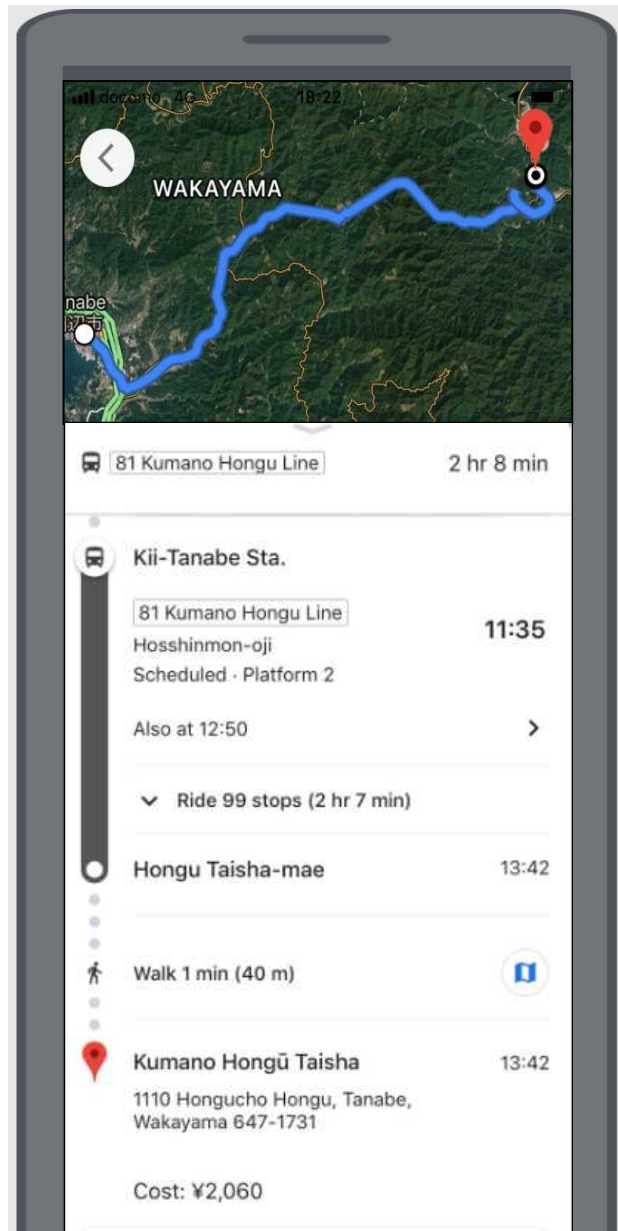 docomo 4G 18:22
WAKAYAMA
nabe
辺市
81 Kumano Hongu Line 2 hr 8 min
Kii-Tanabe Sta.
81 Kumano Hongu Line
11:35
Hosshinmon-oji
Scheduled · Platform 2
Also at 12:50
Ride 99 stops (2 hr 7 min)
Hongu Taisha-mae 13:42
Walk 1 min (40 m)
Kumano Hongū Taisha 13:42
1110 Hongucho Hongu, Tanabe,
Wakayama 647-1731
Cost: ¥2,060